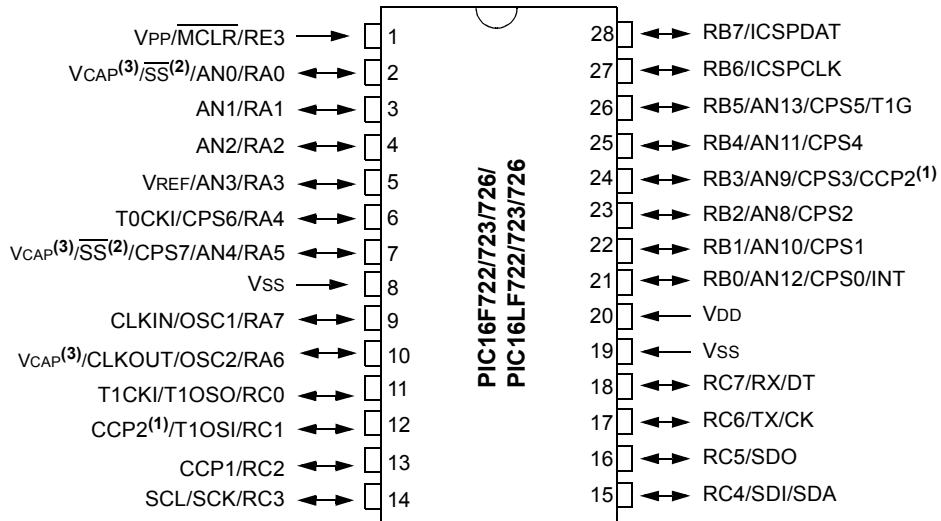 VPP/MCLR/RE3 1
VCAP(3)/SS(2)/AN0/RA0 2
AN1/RA1 3
AN2/RA2 4
VREF/AN3/RA3 5
T0CKI/CPS6/RA4 6
VCAP(3)/SS(2)/CPS7/AN4/RA5 7
VSS 8
CLKIN/OSC1/RA7 9
VCAP(3)/CLKOUT/OSC2/RA6 10
T1CKI/T1OSO/RC0 11
CCP2(1)/T1OSI/RC1 12
CCP1/RC2 13
SCL/SCK/RC3 14
PIC16F722/723/726/
PIC16LF722/723/726
28 RB7/ICSPDAT
27 RB6/ICSPCLK
26 RB5/AN13/CPS5/T1G
25 RB4/AN11/CPS4
24 RB3/AN9/CPS3/CCP2(1)
23 RB2/AN8/CPS2
22 RB1/AN10/CPS1
21 RB0/AN12/CPS0/INT
20 VDD
19 VSS
18 RC7/RX/DT
17 RC6/TX/CK
16 RC5/SDO
15 RC4/SDI/SDA